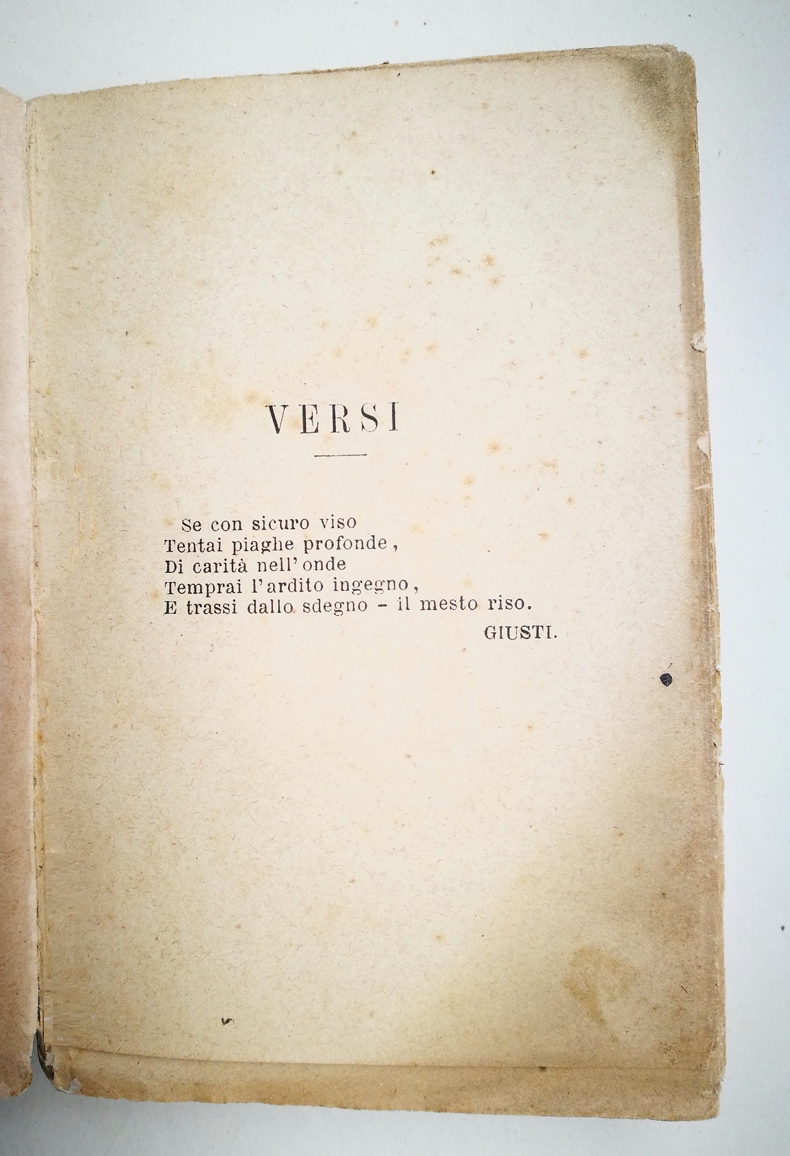 VERSI
Se con sicuro viso
Tentai piaghe profonde,
Di carità nell' onde
Temprai l' ardito ingegno,
E trassi dallo sdegno – il mesto riso.
GIUSTI.